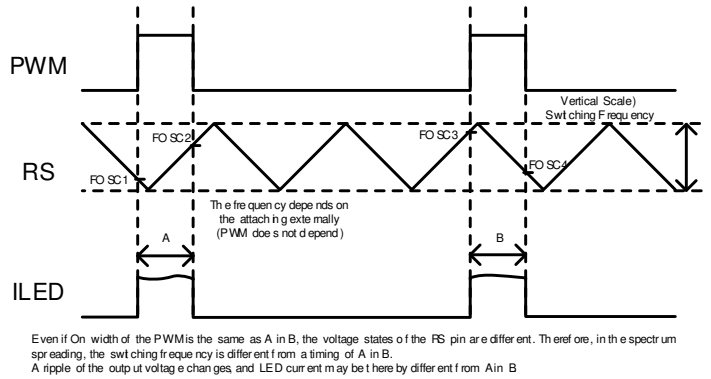 PWM
Vertical Scale)
Switching Frequency
FOSC2
FOSC3
RS
FOSC1
FOSC4
The frequency depends on
the attaching externally
(PWM does not depend)
A
B
ILED
Even if On width of the PWM is the same as A in B, the voltage states of the RS pin are different. Therefore, in the spectrum
spreading, the swtching frequency is different from a timing of A in B.
A ripple of the output voltage changes, and LED current may be there by different from A in B